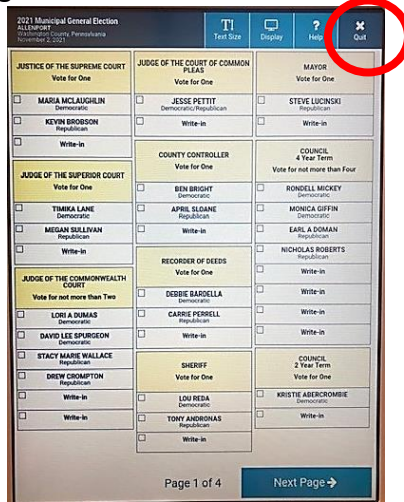 2021 Municipal General Election
ALLENPORT
Washington County, Pennsylvania
November 2, 2021
TI
Text Size
Display
?
Help
✖
Quit
JUSTICE OF THE SUPREME COURT
Vote for One
MARIA MCLAUGHLIN
Democratic
KEVIN BROBSON
Republican
Write-in
JUDGE OF THE SUPERIOR COURT
Vote for One
TIMIKA LANE
Democratic
MEGAN SULLIVAN
Republican
Write-in
JUDGE OF THE COMMONWEALTH
COURT
Vote for not more than Two
LORI A DUMAS
Democratic
DAVID LEE SPURGEON
Democratic
STACY MARIE WALLACE
Republican
DREW CROMPTON
Republican
Write-in
Write-in
JUDGE OF THE COURT OF COMMON
PLEAS
Vote for One
JESSE PETTIT
Democratic/Republican
Write-in
COUNTY CONTROLLER
Vote for One
BEN BRIGHT
Democratic
APRIL SLOANE
Republican
Write-in
RECORDER OF DEEDS
Vote for One
DEBBIE BARDELLA
Democratic
CARRIE PERRELL
Republican
Write-in
SHERIFF
Vote for One
LOU REDA
Democratic
TONY ANDRONAS
Republican
Write-in
MAYOR
Vote for One
STEVE LUCINSKI
Republican
Write-in
COUNCIL
4 Year Term
Vote for not more than Four
RONDELL MICKEY
Democratic
MONICA GIFFIN
Democratic
EARL A DOMAN
Republican
NICHOLAS ROBERTS
Republican
Write-in
Write-in
Write-in
Write-in
COUNCIL
2 Year Term
Vote for One
KRISTIE ABERCROMBIE
Democratic
Write-in
Page 1 of 4
Next Page →